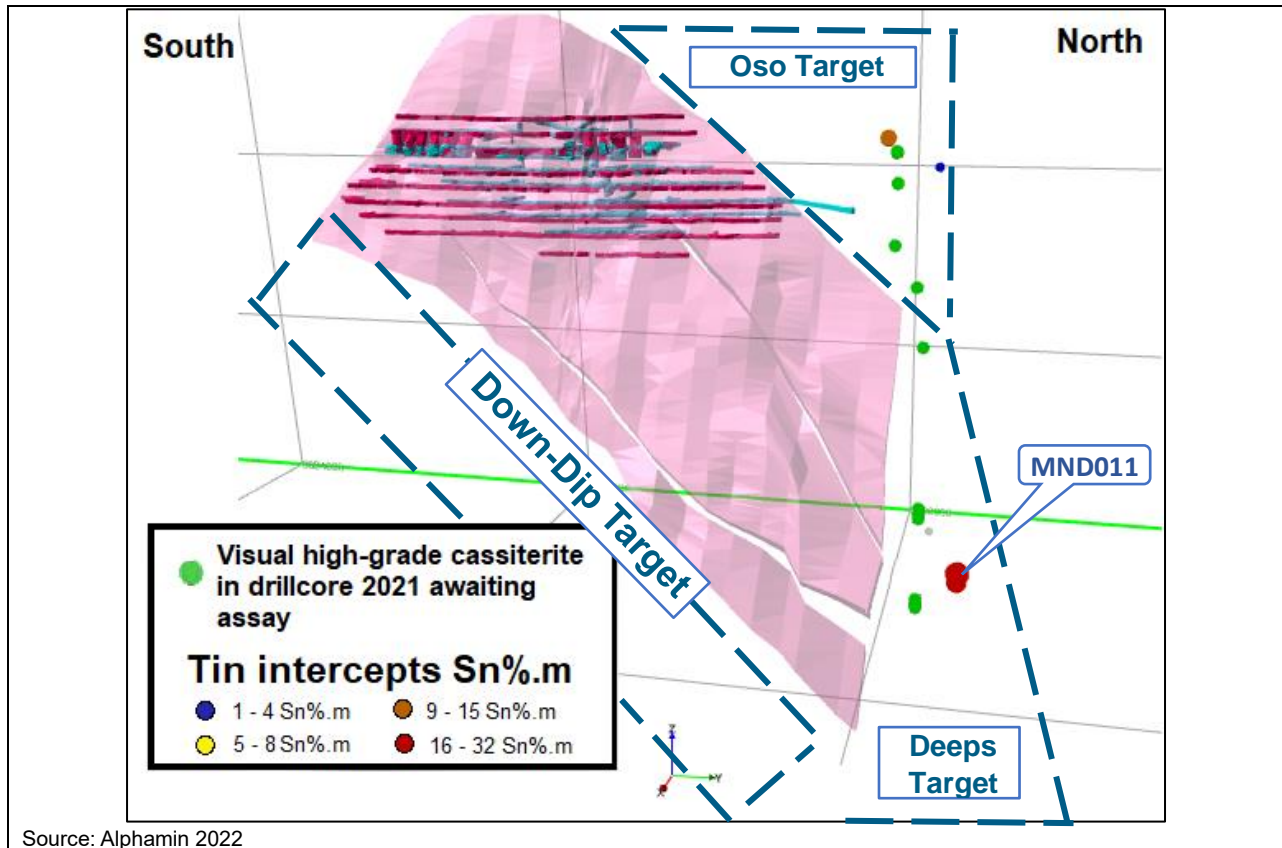 South
North
Oso Target
Down-Dip Target
MND011
Visual high-grade cassiterite
in drillcore 2021 awaiting
assay
Tin intercepts Sn%.m
1 - 4 Sn%.m
9 - 15 Sn%.m
5 - 8 Sn%.m
16 - 32 Sn%.m
Z
Y
X
Deeps
Target
Source: Alphamin 2022